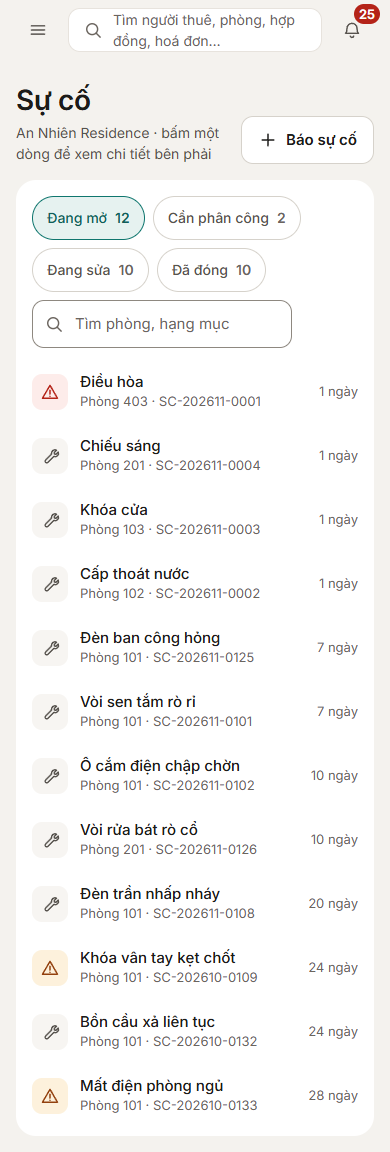 Tìm người thuê, phòng, hợp
đồng, hoá đơn...
25
Sự cố
An Nhiên Residence · bấm một
dòng để xem chi tiết bên phải
Báo sự cố
Đang mở 12
Cần phân công 2
Đang sửa 10
Đã đóng 10
Tìm phòng, hạng mục
Điều hòa
1 ngày
Phòng 403 · SC-202611-0001
Chiếu sáng
1 ngày
Phòng 201 · SC-202611-0004
Khóa cửa
1 ngày
Phòng 103 · SC-202611-0003
Cấp thoát nước
1 ngày
Phòng 102 · SC-202611-0002
Đèn ban công hỏng
7 ngày
Phòng 101 · SC-202611-0125
Vòi sen tắm rò rỉ
7 ngày
Phòng 101 · SC-202611-0101
Ổ cắm điện chập chờn
10 ngày
Phòng 101 · SC-202611-0102
Vòi rửa bát rò cổ
10 ngày
Phòng 201 · SC-202611-0126
Đèn trần nhấp nháy
20 ngày
Phòng 101 · SC-202611-0108
Khóa vân tay kẹt chốt
24 ngày
Phòng 101 · SC-202610-0109
Bồn cầu xả liên tục
24 ngày
Phòng 101 · SC-202610-0132
Mất điện phòng ngủ
28 ngày
Phòng 101 · SC-202610-0133